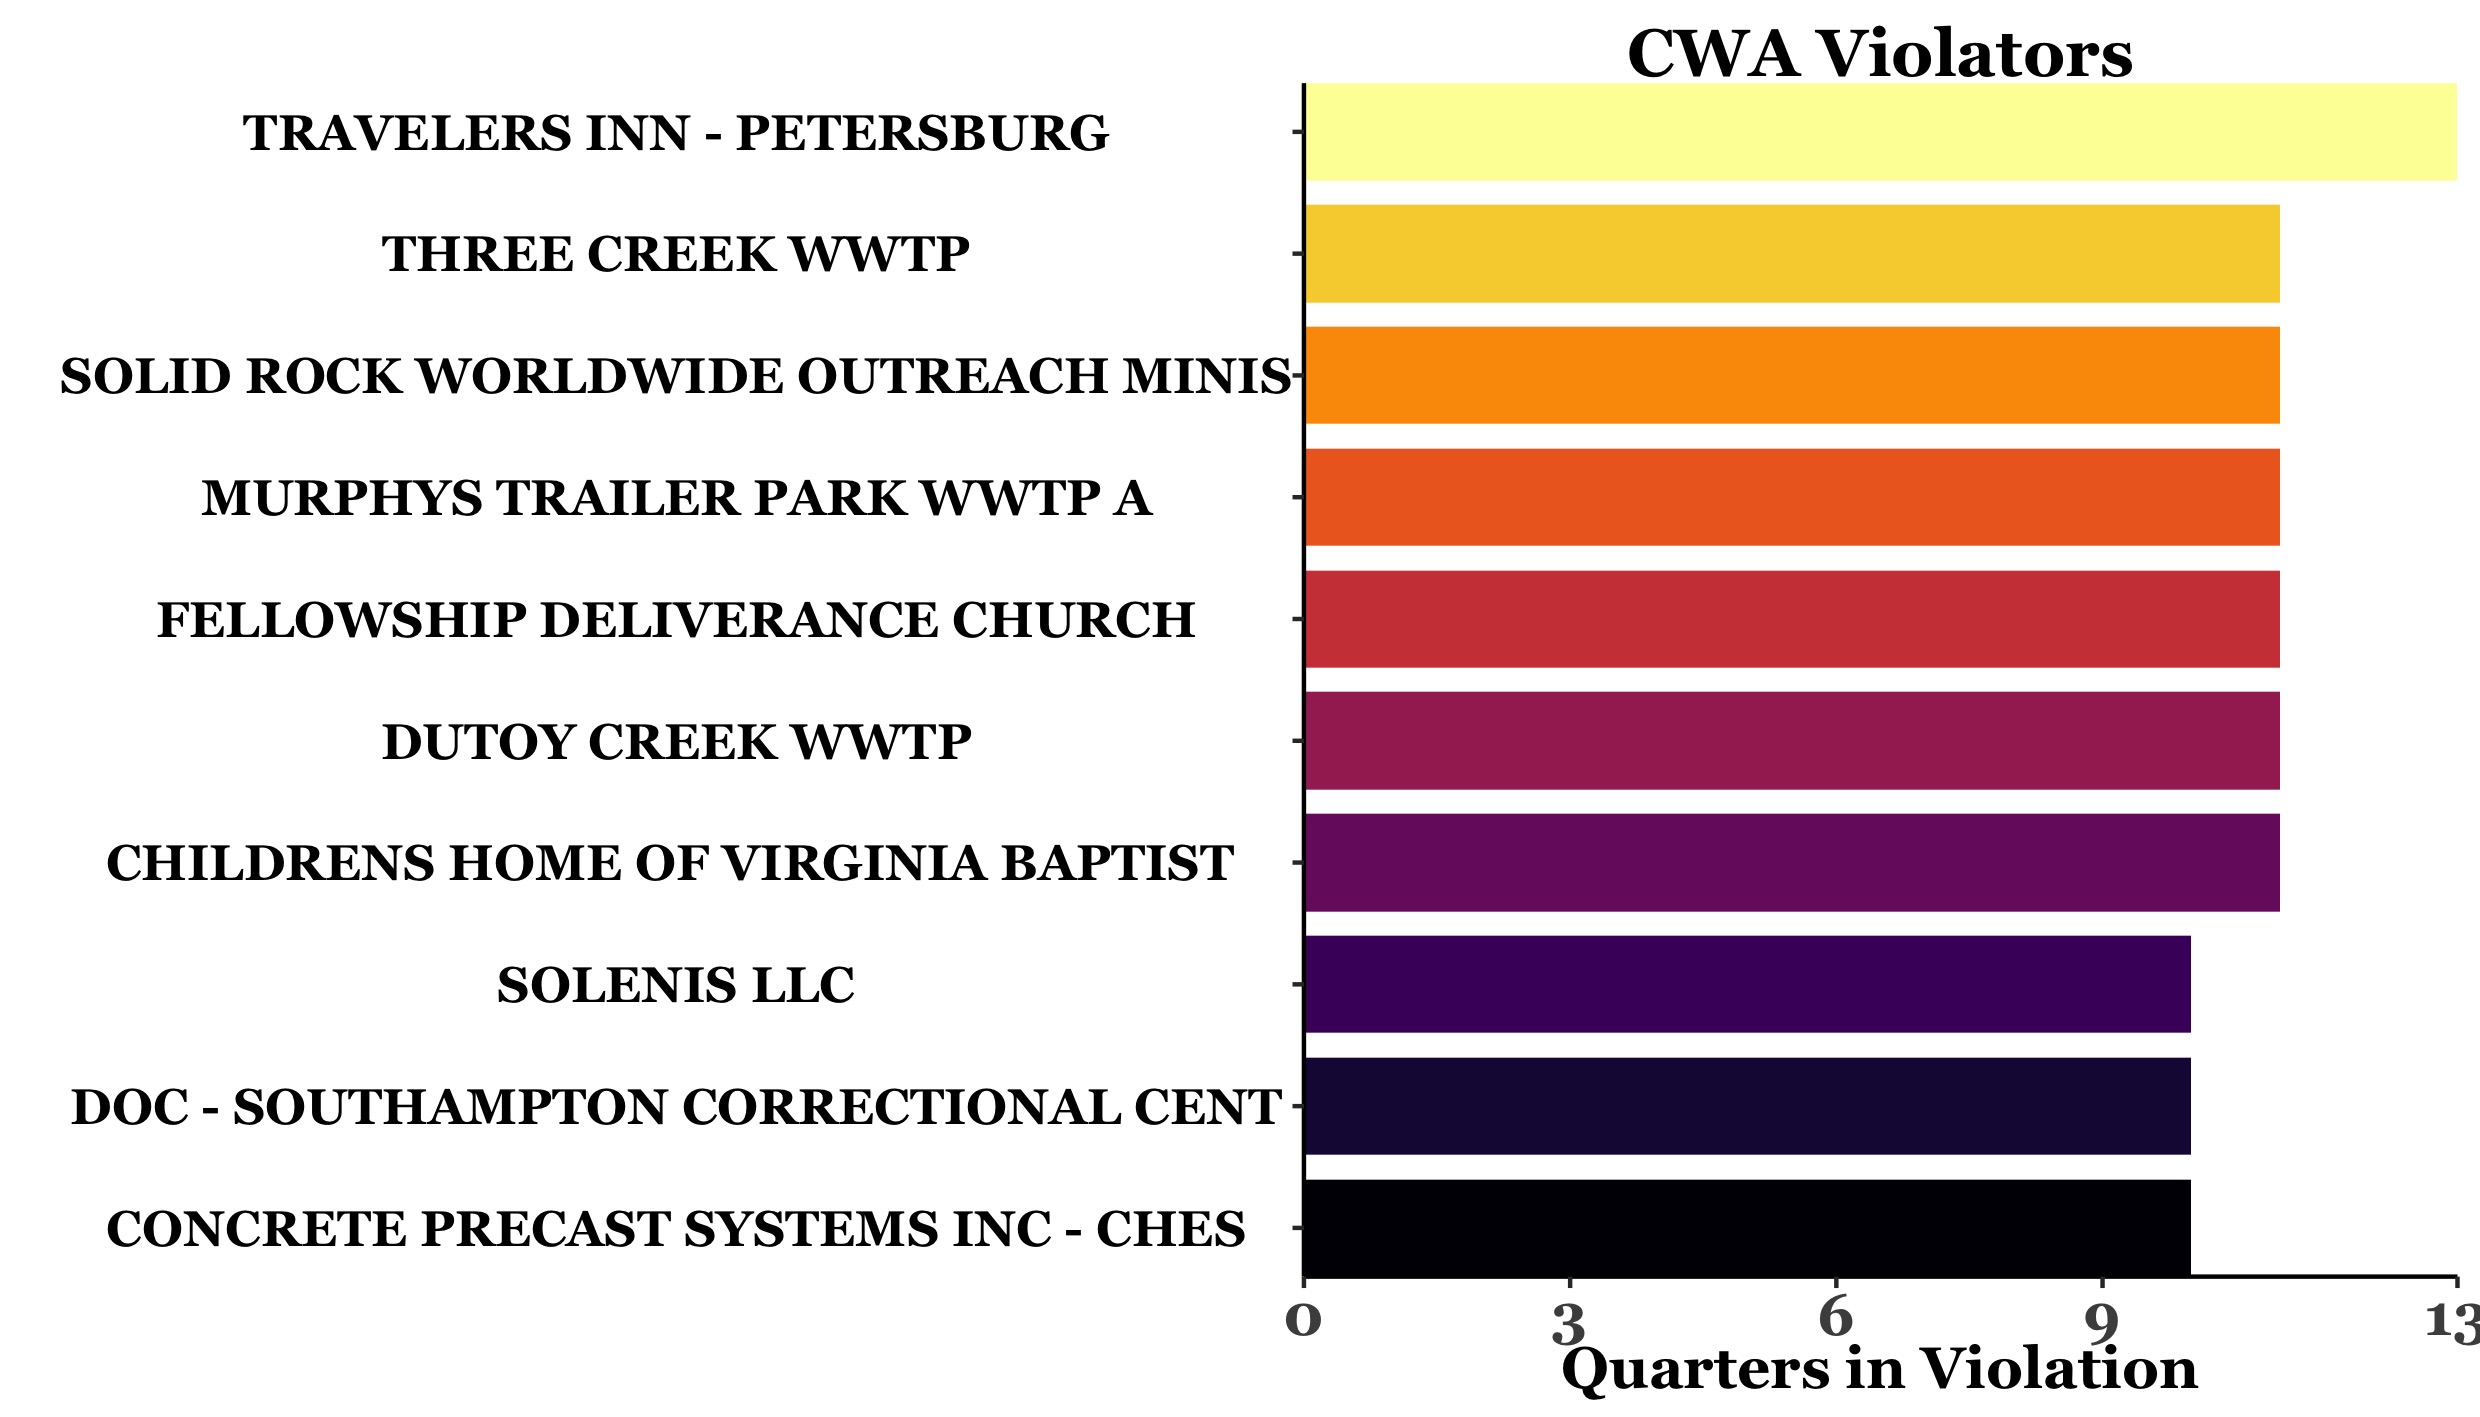 CWA Violators
TRAVELERS INN - PETERSBURG
THREE CREEK WWTP
SOLID ROCK WORLDWIDE OUTREACH MINIS
MURPHYS TRAILER PARK WWTP A
FELLOWSHIP DELIVERANCE CHURCH
DUTOY CREEK WWTP
CHILDRENS HOME OF VIRGINIA BAPTIST
SOLENIS LLC
DOC - SOUTHAMPTON CORRECTIONAL CENT
CONCRETE PRECAST SYSTEMS INC - CHES
0 3 6 9 13
Quarters in Violation